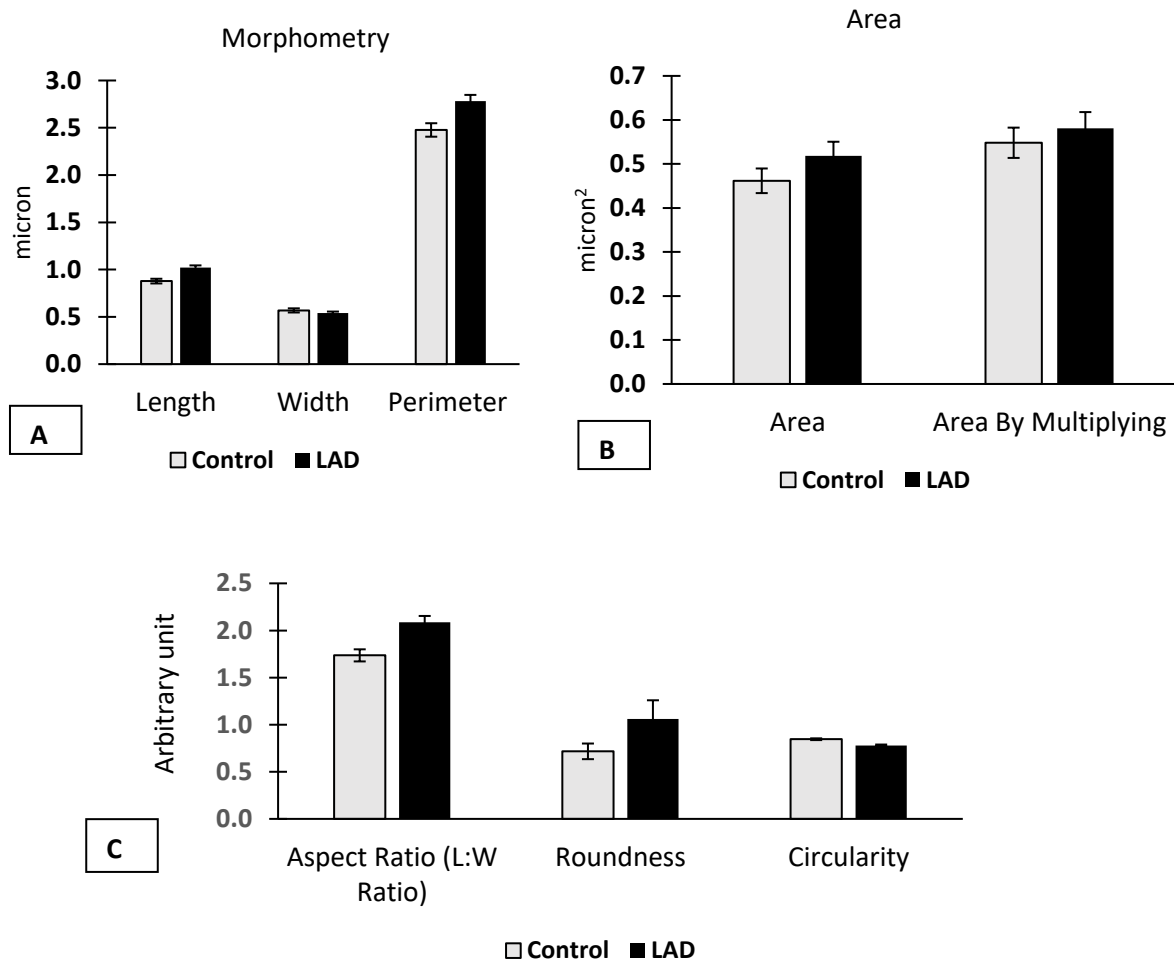 Morphometry
3.0
2.5
2.0
1.5
1.0
0.5
0.0
micron
Length Width Perimeter
A
Control LAD
Area
0.7
0.6
0.5
0.4
0.3
0.2
0.1
0.0
micron²
Area Area By Multiplying
B
Control LAD
2.5
2.0
1.5
1.0
0.5
0.0
Arbitrary unit
Aspect Ratio (L:W
Ratio)
Roundness
Circularity
C
Control LAD